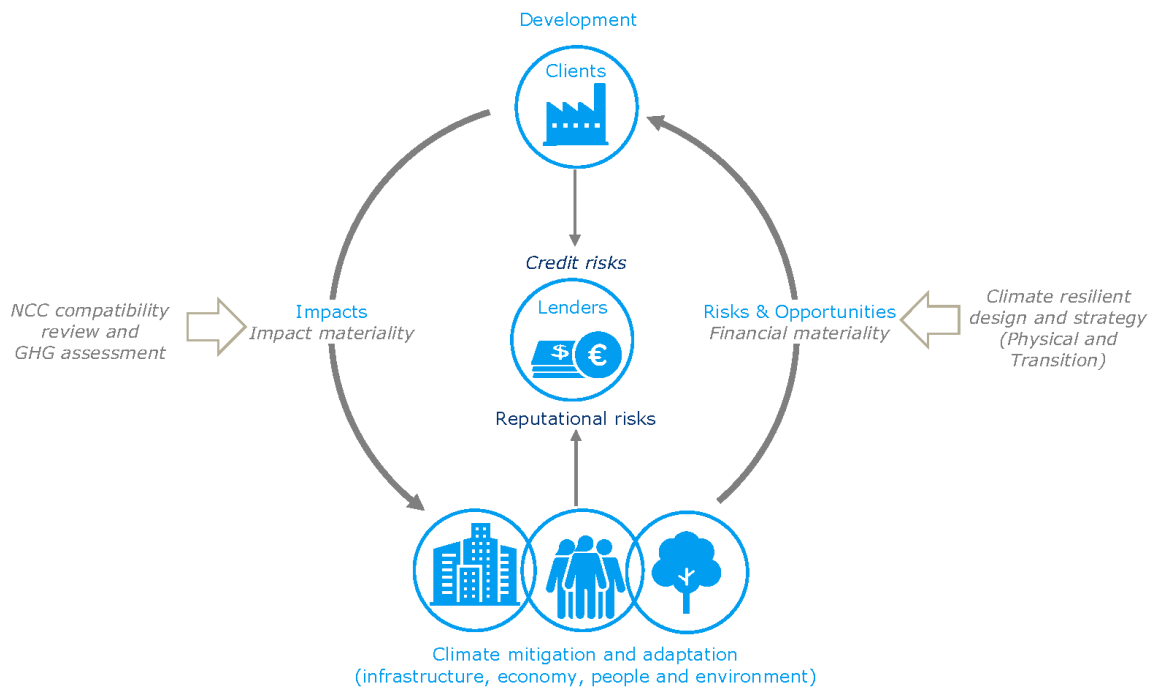 Development
Clients
Credit risks
NCC compatibility
review and
GHG assessment
Impacts
Impact materiality
Lenders
$
€
Risks & Opportunities
Financial materiality
Climate resilient
design and strategy
(Physical and
Transition)
Reputational risks
Climate mitigation and adaptation
(infrastructure, economy, people and environment)